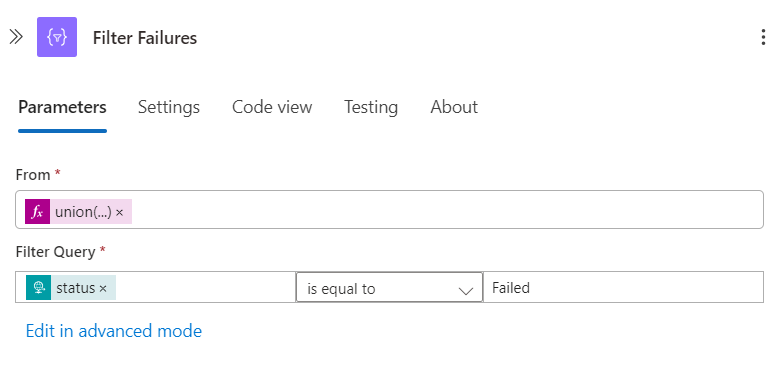 Filter Failures
Parameters Settings Code view Testing About
From *
fx union(...) ×
Filter Query *
status × is equal to Failed
Edit in advanced mode